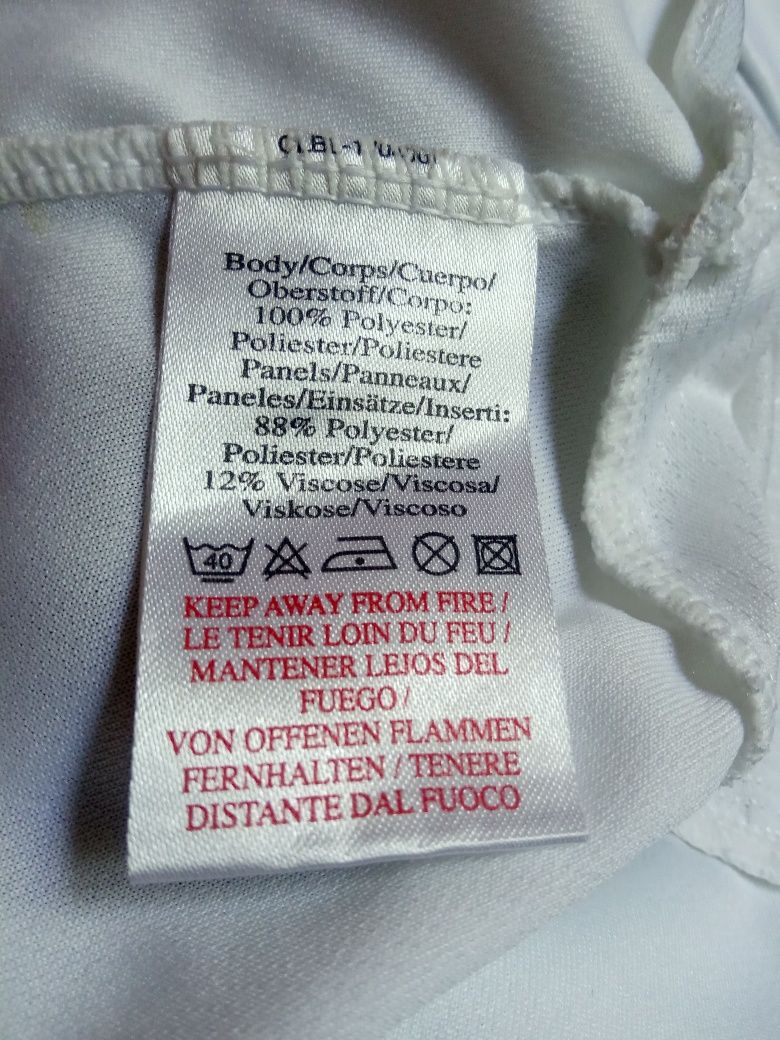 Body/Corps/Cuerpo/
Oberstoff/Corpo:
100% Polyester/
Poliester/Poliestere
Panels/Panneaux/
Paneles/Einsätze/Inserti:
88% Polyester/
Poliester/Poliestere
12% Viscose/Viscosa/
Viskose/Viscoso
40
KEEP AWAY FROM FIRE /
LE TENIR LOIN DU FEU /
MANTENER LEJOS DEL
FUEGO /
VON OFFENEN FLAMMEN
FERNHALTEN / TENERE
DISTANTE DAL FUOCO